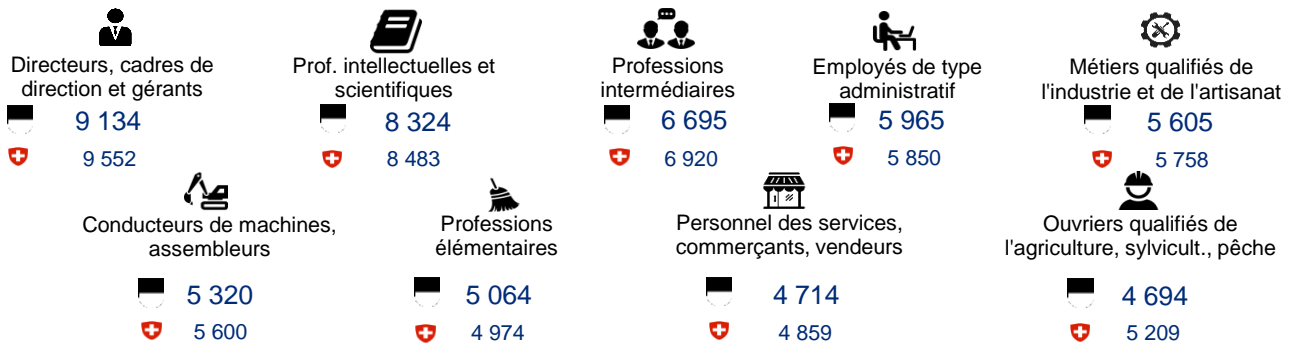 Directeurs, cadres de
direction et gérants
9 134
9 552
Prof. intellectuelles et
scientifiques
8 324
8 483
Professions
intermédiaires
6 695
6 920
Employés de type
administratif
5 965
5 850
Métiers qualifiés de
l'industrie et de l'artisanat
5 605
5 758
Conducteurs de machines,
assembleurs
5 320
5 600
Professions
élémentaires
5 064
4 974
Personnel des services,
commerçants, vendeurs
4 714
4 859
Ouvriers qualifiés de
l'agriculture, sylvicult., pêche
4 694
5 209